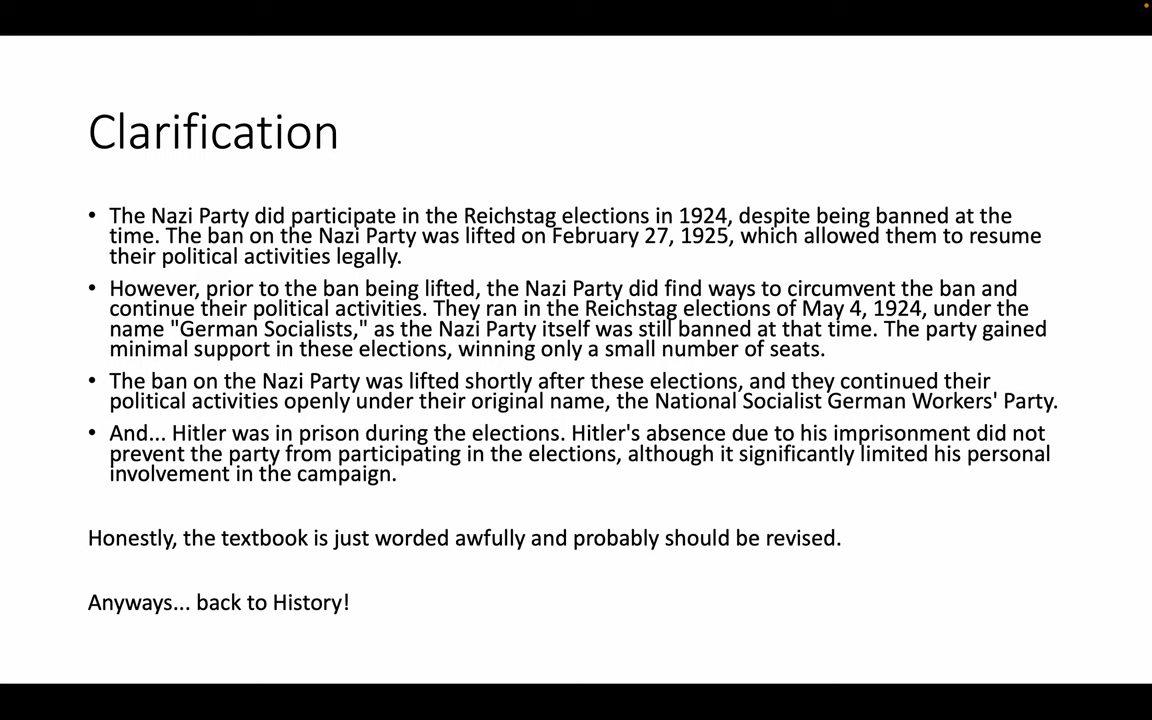 Clarification
• The Nazi Party did participate in the Reichstag elections in 1924, despite being banned at the
time. The ban on the Nazi Party was lifted on February 27, 1925, which allowed them to resume
their political activities legally.
• However, prior to the ban being lifted, the Nazi Party did find ways to circumvent the ban and
continue their political activities. They ran in the Reichstag elections of May 4, 1924, under the
name "German Socialists," as the Nazi Party itself was still banned at that time. The party gained
minimal support in these elections, winning only a small number of seats.
• The ban on the Nazi Party was lifted shortly after these elections, and they continued their
political activities openly under their original name, the National Socialist German Workers' Party.
• And... Hitler was in prison during the elections. Hitler's absence due to his imprisonment did not
prevent the party from participating in the elections, although it significantly limited his personal
involvement in the campaign.
Honestly, the textbook is just worded awfully and probably should be revised.
Anyways... back to History!